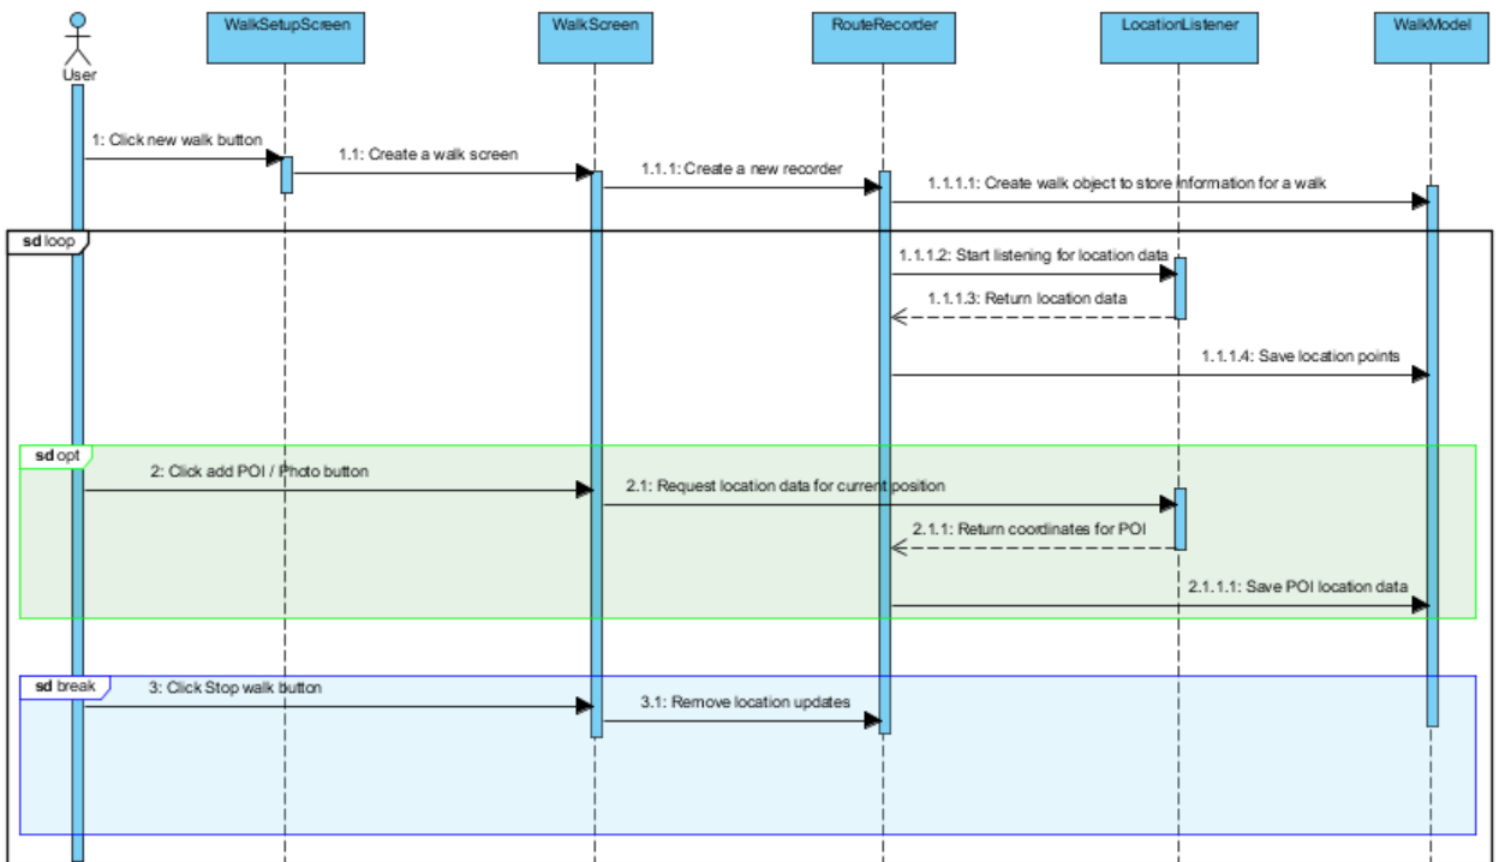 WalkSetupScreen
WalkScreen
RouteRecorder
LocationListener
WalkModel
User
1: Click new walk button
1.1: Create a walk screen
1.1.1: Create a new recorder
1.1.1.1: Create walk object to store information for a walk
sd loop
1.1.1.2: Start listening for location data
1.1.1.3: Return location data
1.1.1.4: Save location points
sd opt
2: Click add POI / Photo button
2.1: Request location data for current position
2.1.1: Return coordinates for POI
2.1.1.1: Save POI location data
sd break
3: Click Stop walk button
3.1: Remove location updates